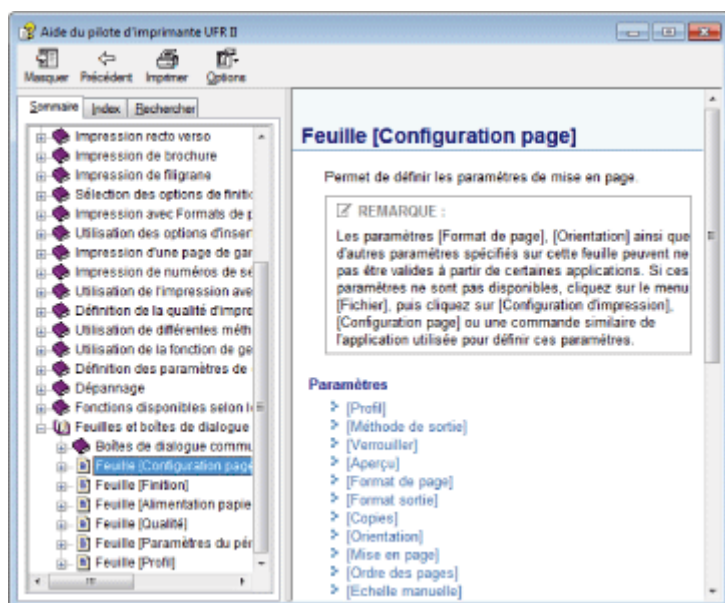 Aide du pilote d'imprimante UFR II
Masquer Précédent Imprimer Options
Sommaire Index Rechercher
Impression recto verso
Impression de brochure
Impression de filigrane
Sélection des options de finitic
Impression avec Formats de p
Utilisation des options d'inser
Impression d'une page de gar
Impression de numéros de sé
Utilisation de l'impression ave
Définition de la qualité d'impre
Utilisation de différentes méth
Utilisation de la fonction de ge
Définition des paramètres de
Dépannage
Fonctions disponibles selon le
Feuilles et boîtes de dialogue
Boîtes de dialogue commu
Feuille [Configuration page
Feuille [Finition]
Feuille [Alimentation papie
Feuille [Qualité]
Feuille [Paramètres du pér
Feuille [Profil]
Feuille [Configuration page]
Permet de définir les paramètres de mise en page.
REMARQUE :
Les paramètres [Format de page], [Orientation] ainsi que
d'autres paramètres spécifiés sur cette feuille peuvent ne
pas être valides à partir de certaines applications. Si ces
paramètres ne sont pas disponibles, cliquez sur le menu
[Fichier], puis cliquez sur [Configuration d'impression],
[Configuration page] ou une commande similaire de
l'application utilisée pour définir ces paramètres.
Paramètres
[Profil]
[Méthode de sortie]
[Verrouiller]
[Aperçu]
[Format de page]
[Format sortie]
[Copies]
[Orientation]
[Mise en page]
[Ordre des pages]
[Echelle manuelle]